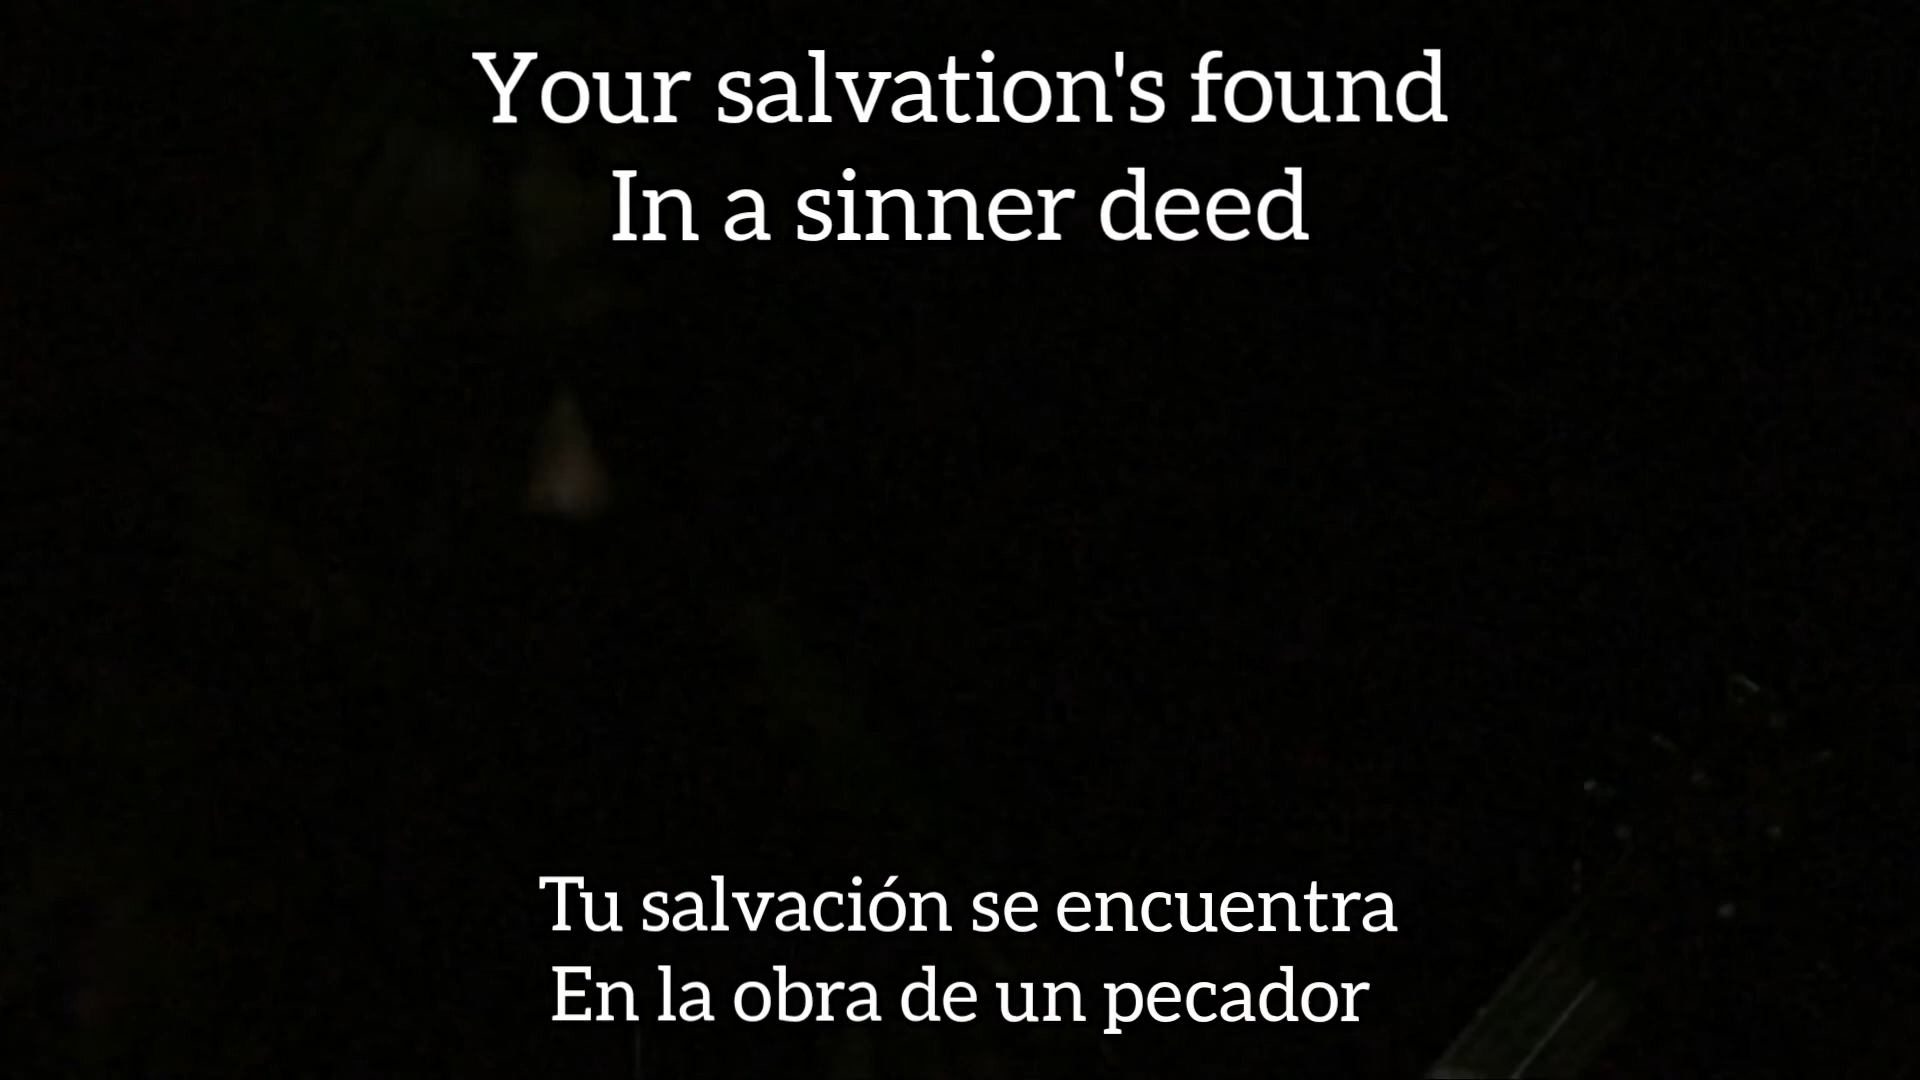 Your salvation's found
In a sinner deed
Tu salvación se encuentra
En la obra de un pecador